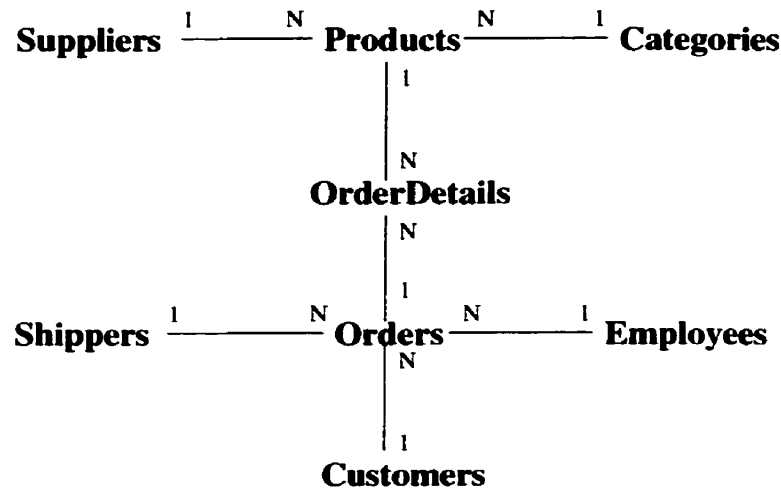 1 N N 1
Suppliers Products Categories
1
N
OrderDetails
N
1
1 N N 1
Shippers Orders Employees
N
1
Customers